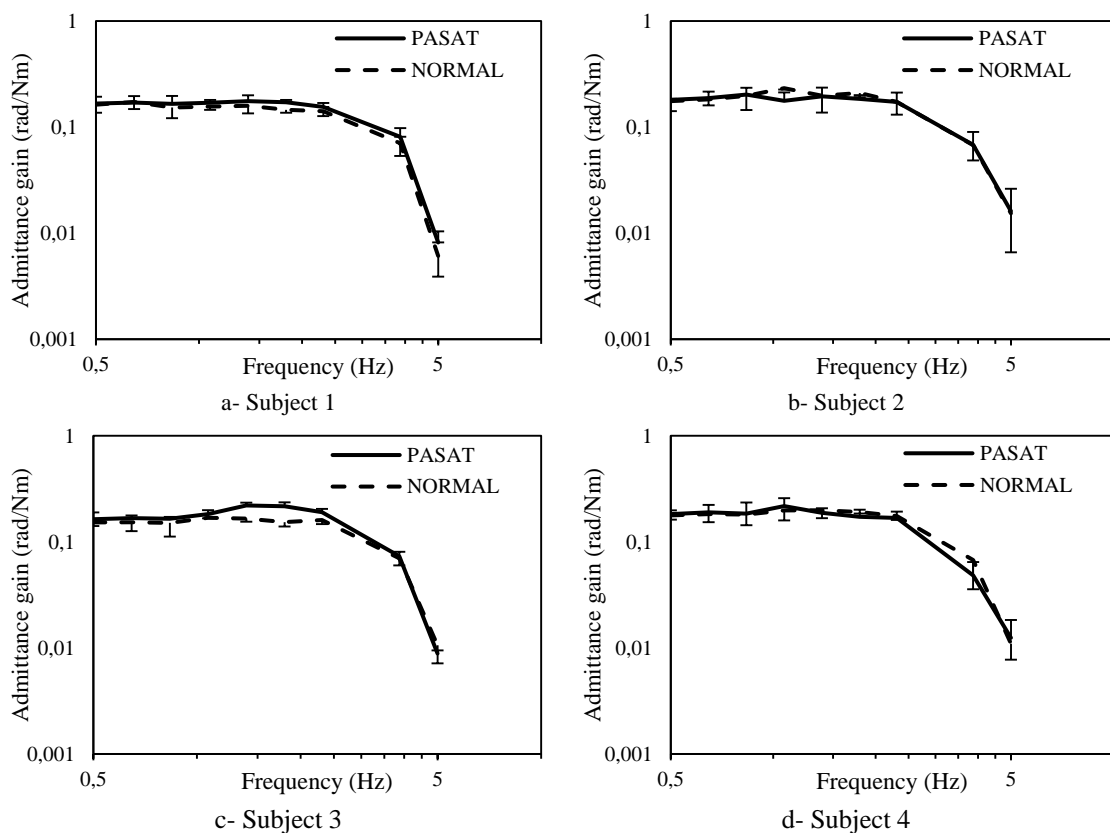 1
0,1
0,01
0,001
Admittance gain (rad/Nm)
PASAT
NORMAL
0,5
5
Frequency (Hz)
a- Subject 1
1
0,1
0,01
0,001
Admittance gain (rad/Nm)
PASAT
NORMAL
0,5
5
Frequency (Hz)
b- Subject 2
1
0,1
0,01
0,001
Admittance gain (rad/Nm)
PASAT
NORMAL
0,5
5
Frequency (Hz)
c- Subject 3
1
0,1
0,01
0,001
Admittance gain (rad/Nm)
PASAT
NORMAL
0,5
5
Frequency (Hz)
d- Subject 4